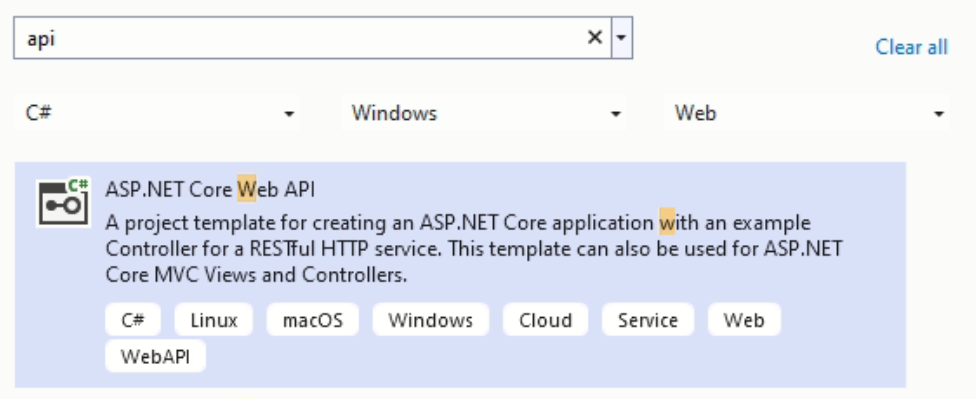 api
Clear all
C# Windows Web
C#
ASP.NET Core Web API
A project template for creating an ASP.NET Core application with an example
Controller for a RESTful HTTP service. This template can also be used for ASP.NET
Core MVC Views and Controllers.
C# Linux macOS Windows Cloud Service Web
WebAPI